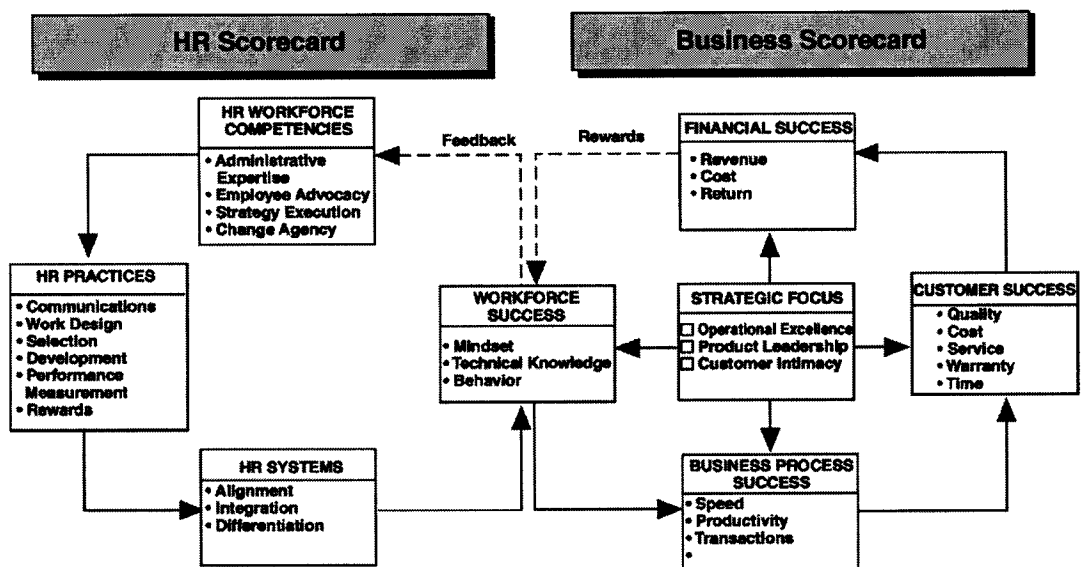 HR Scorecard
Business Scorecard
HR WORKFORCE
COMPETENCIES
• Administrative
Expertise
• Employee Advocacy
• Strategy Execution
• Change Agency
Feedback
Rewards
FINANCIAL SUCCESS
• Revenue
• Cost
• Return
HR PRACTICES
• Communications
• Work Design
• Selection
• Development
• Performance
Measurement
• Rewards
WORKFORCE
SUCCESS
• Mindset
• Technical Knowledge
• Behavior
STRATEGIC FOCUS
☐ Operational Excellence
☐ Product Leadership
☐ Customer Intimacy
CUSTOMER SUCCESS
• Quality
• Cost
• Service
• Warranty
• Time
HR SYSTEMS
• Alignment
• Integration
• Differentiation
BUSINESS PROCESS
SUCCESS
• Speed
• Productivity
• Transactions
•